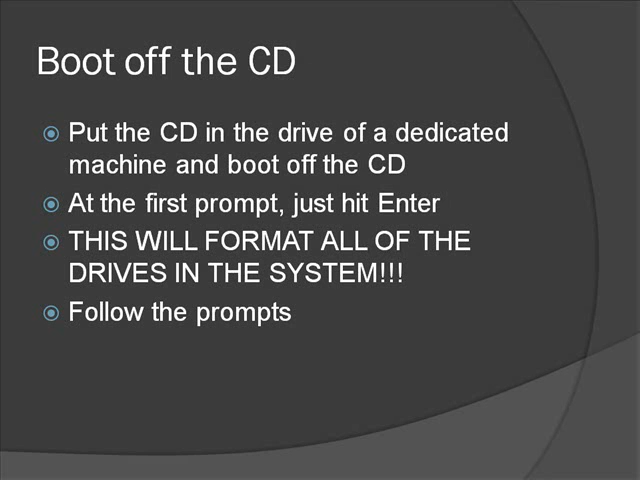 Boot off the CD
Put the CD in the drive of a dedicated
machine and boot off the CD
At the first prompt, just hit Enter
THIS WILL FORMAT ALL OF THE
DRIVES IN THE SYSTEM!!!
Follow the prompts